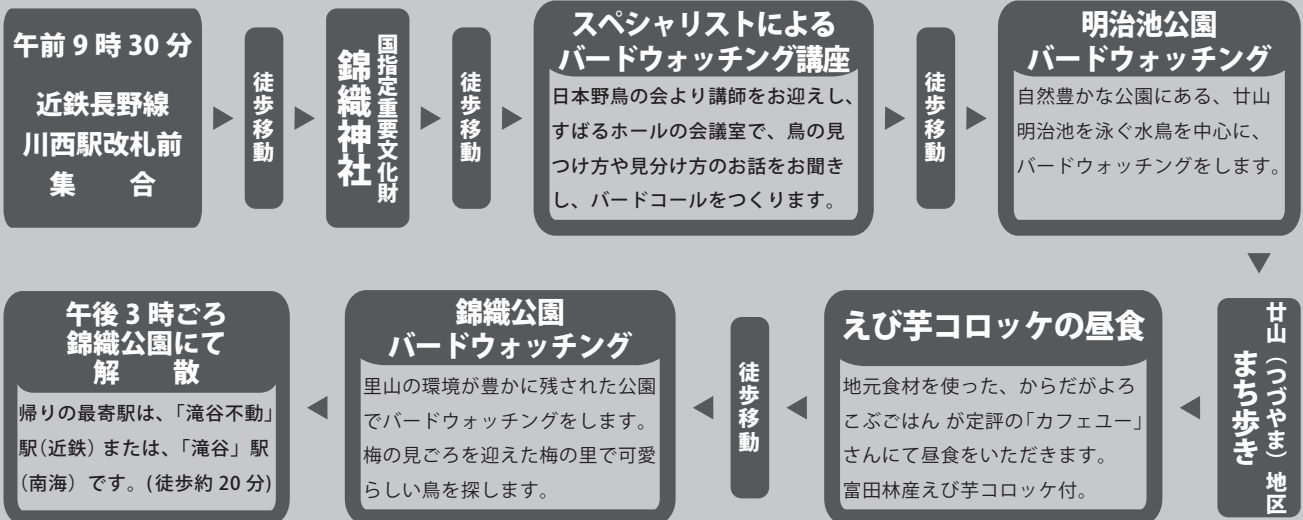 午前 9 時 30 分
近鉄長野線
川西駅改札前
集　　合
徒歩移動
国指定重要文化財
錦織神社
徒歩移動
スペシャリストによる
バードウォッチング講座
日本野鳥の会より講師をお迎えし、
すばるホールの会議室で、鳥の見
つけ方や見分け方のお話をお聞き
し、バードコールをつくります。
徒歩移動
明治池公園
バードウォッチング
自然豊かな公園にある、廿山
明治池を泳ぐ水鳥を中心に、
バードウォッチングをします。
廿山（つづやま）地区
まち歩き
えび芋コロッケの昼食
地元食材を使った、からだがよろ
こぶごはん が定評の「カフェユー」
さんにて昼食をいただきます。
富田林産えび芋コロッケ付。
徒歩移動
錦織公園
バードウォッチング
里山の環境が豊かに残された公園
でバードウォッチングをします。
梅の見ごろを迎えた梅の里で可愛
らしい鳥を探します。
午後 3 時ごろ
錦織公園にて
解　　散
帰りの最寄駅は、「滝谷不動」
駅（近鉄）または、「滝谷」駅
（南海）です。（徒歩約 20 分）